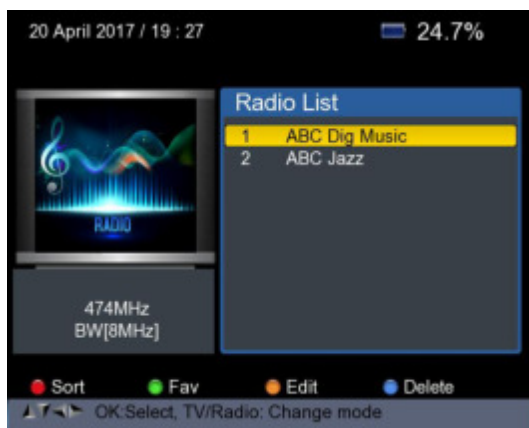 20 April 2017 / 19 : 27
24.7%
Radio List
1 ABC Dig Music
2 ABC Jazz
RADIO
474MHz
BW[8MHz]
Sort
Fav
Edit
Delete
OK:Select, TV/Radio: Change mode